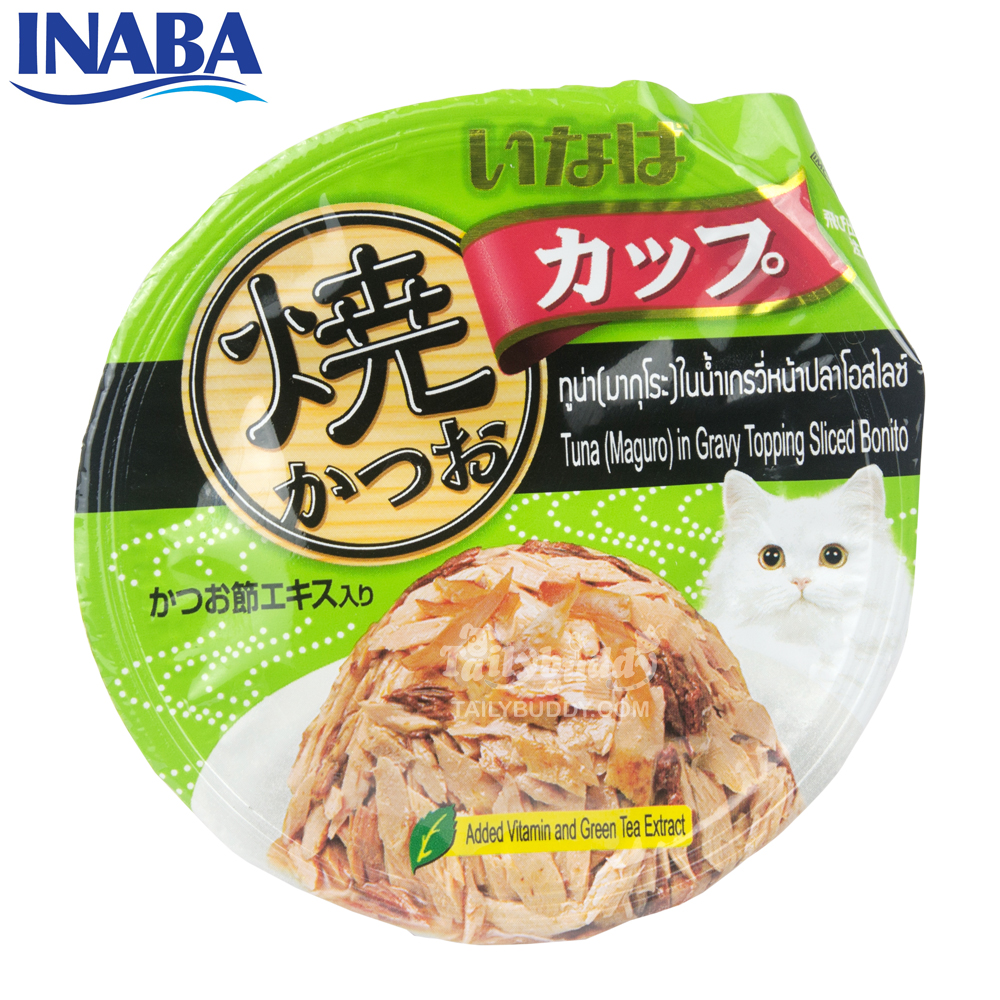 INABA
いなば
カップ。
焼
かつお
ทูน่า(มากุโระ)ในน้ำเกรวี่หน้าปลาโอสไลซ์
Tuna (Maguro) in Gravy Topping Sliced Bonito
かつお節エキス入り
Tailybuddy
TAILYBUDDY.COM
Added Vitamin and Green Tea Extract